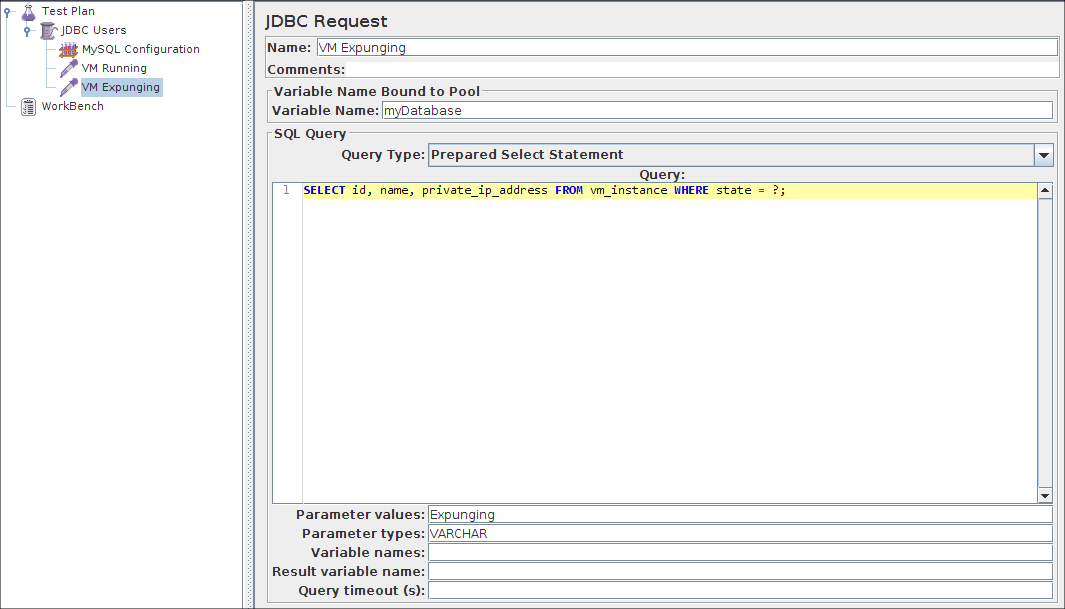 Test Plan
JDBC Users
MySQL Configuration
VM Running
VM Expunging
WorkBench
JDBC Request
Name: VM Expunging
Comments:
Variable Name Bound to Pool
Variable Name: myDatabase
SQL Query
Query Type: Prepared Select Statement
Query:
1 SELECT id, name, private_ip_address FROM vm_instance WHERE state = ?;
Parameter values: Expunging
Parameter types: VARCHAR
Variable names:
Result variable name:
Query timeout (s):